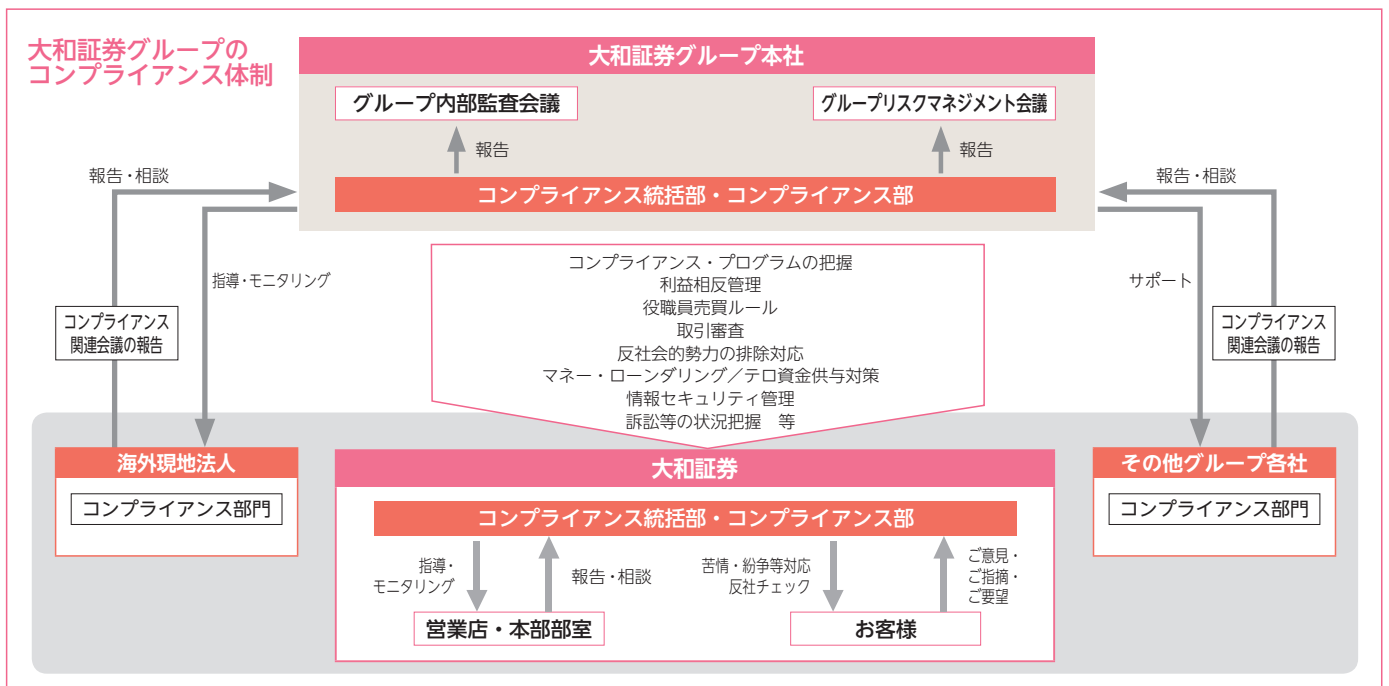 大和証券グループの
コンプライアンス体制
大和証券グループ本社
グループ内部監査会議
グループリスクマネジメント会議
報告
報告
コンプライアンス統括部・コンプライアンス部
報告・相談
報告・相談
指導・モニタリング
サポート
コンプライアンス
関連会議の報告
コンプライアンス
関連会議の報告
コンプライアンス・プログラムの把握
利益相反管理
役職員売買ルール
取引審査
反社会的勢力の排除対応
マネー・ローンダリング／テロ資金供与対策
情報セキュリティ管理
訴訟等の状況把握　等
海外現地法人
コンプライアンス部門
大和証券
コンプライアンス統括部・コンプライアンス部
指導・
モニタリング
報告・相談
苦情・紛争等対応
反社チェック
ご意見・
ご指摘・
ご要望
営業店・本部部室
お客様
その他グループ各社
コンプライアンス部門